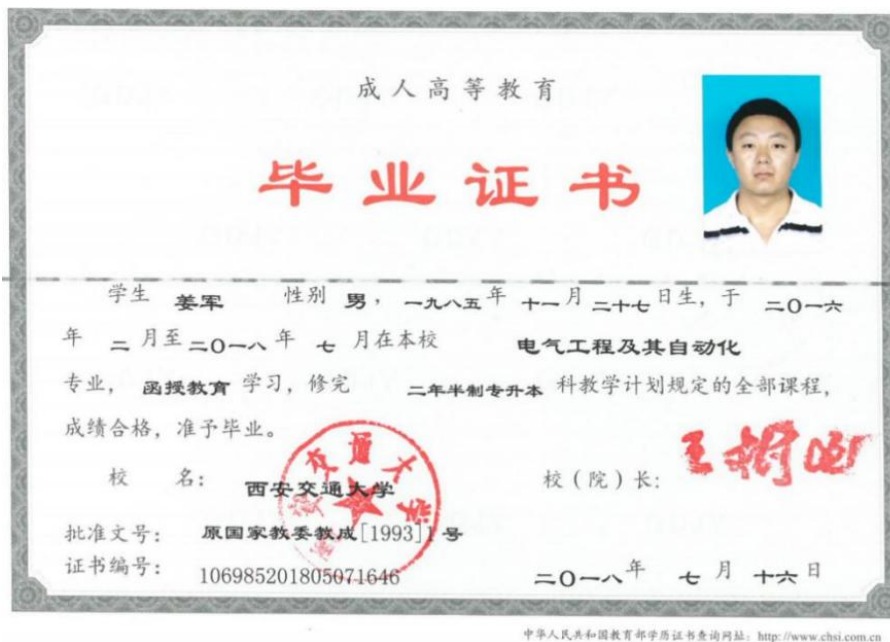 成人高等教育
毕业证书
学生 姜军 性别 男，一九八五年 十一月 二十七日生，于 二〇一六
年 二 月至二〇一八年 七 月在本校 电气工程及其自动化
专业，函授教育 学习，修完 二年半制专升本 科教学计划规定的全部课程，
成绩合格，准予毕业。
校 名：西安交通大学 校（院）长：王树国
批准文号：原国家教委教成[1993]1号
证书编号：106985201805071646 二〇一八年 七 月 十六日
中华人民共和国教育部学历证书查询网址：http://www.chsi.com.cn